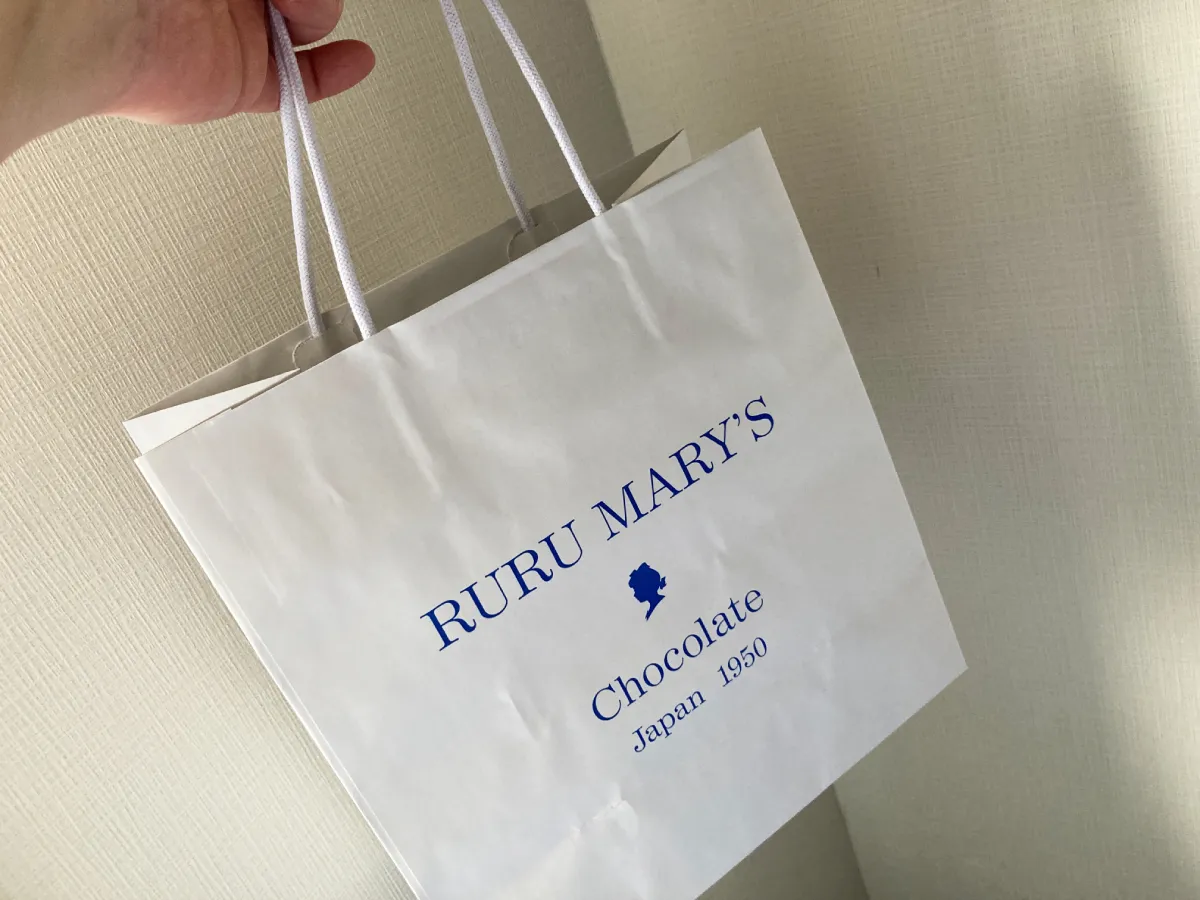 RURU MARY'S
Chocolate
Japan 1950